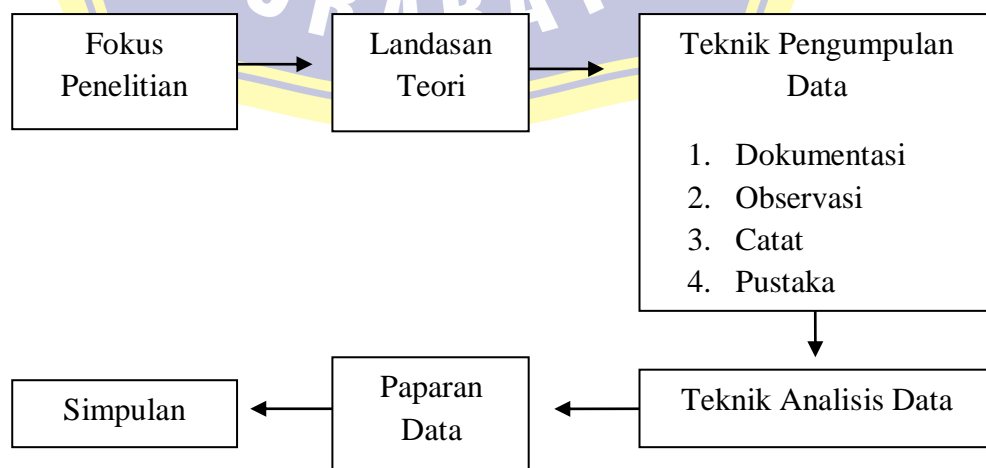 Fokus
Penelitian
Landasan
Teori
Teknik Pengumpulan
Data
1. Dokumentasi
2. Observasi
3. Catat
4. Pustaka
Teknik Analisis Data
Paparan
Data
Simpulan